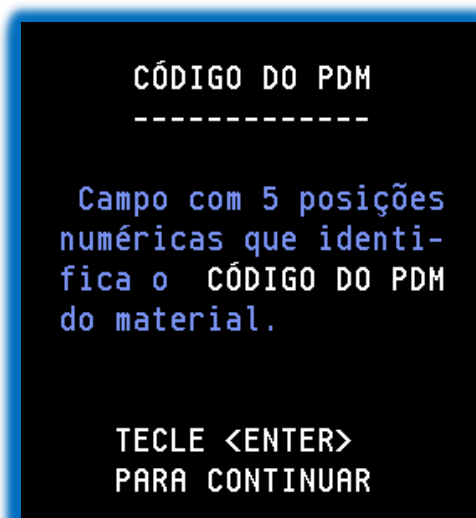 CÓDIGO DO PDM
-------------
Campo com 5 posições
numéricas que identi-
fica o CÓDIGO DO PDM
do material.
TECLE <ENTER>
PARA CONTINUAR